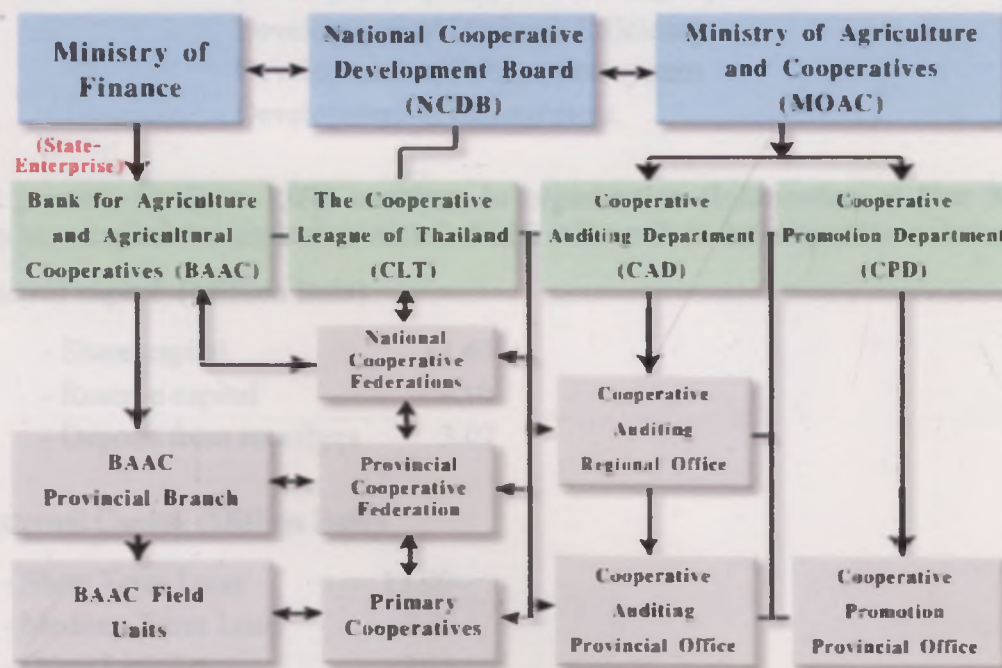 Ministry of
Finance
National Cooperative
Development Board
(NCDB)
Ministry of Agriculture
and Cooperatives
(MOAC)
(State-
Enterprise)
Bank for Agriculture
and Agricultural
Cooperatives (BAAC)
The Cooperative
League of Thailand
(CLT)
Cooperative
Auditing Department
(CAD)
Cooperative
Promotion Department
(CPD)
National
Cooperative
Federations
Cooperative
Auditing
Regional Office
BAAC
Provincial Branch
Provincial
Cooperative
Federation
BAAC Field
Units
Primary
Cooperatives
Cooperative
Auditing
Provincial Office
Cooperative
Promotion
Provincial Office